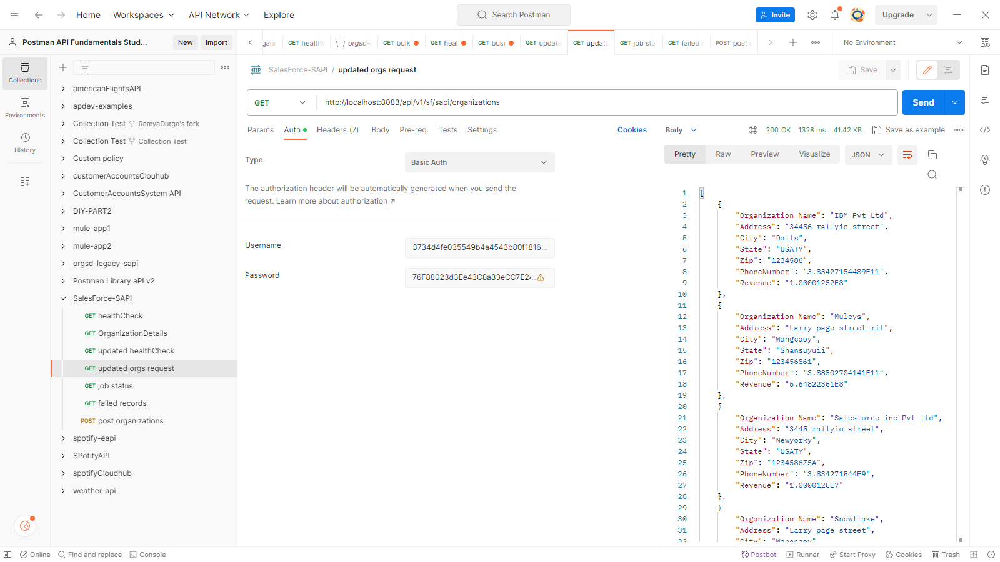 Home Workspaces API Network Explore Search Postman Invite Upgrade
Postman API Fundamentals Stud... New Import
GET health GET bulk GET heal GET busi GET update GET update GET job sta GET failed POST post No Environment
Collections
Environments
History
americanFlightsAPI
apdev-examples
Collection Test RamyaDurga's fork
Collection Test Collection Test
Custom policy
customerAccountsClouhub
CustomerAccountsSystem API
DIY-PART2
mule-app1
mule-app2
orgsd-legacy-sapi
Postman Library aPI v2
SalesForce-SAPI
GET healthCheck
GET OrganizationDetails
GET updated healthCheck
GET updated orgs request
GET job status
GET failed records
POST post organizations
spotify-eapi
SPotifyAPI
spotifyCloudhub
weather-api
HTTP SalesForce-SAPI / updated orgs request Save
GET http://localhost:8083/api/v1/sf/sapi/organizations Send
Params Auth Headers (7) Body Pre-req. Tests Settings Cookies
Type Basic Auth
The authorization header will be automatically generated when you send the
request. Learn more about authorization ↗
Username 3734d4fe035549b4a4543b80f1816...
Password 76F88023d3Ee43C8a83eCC7E24...
Body 200 OK 1328 ms 41.42 KB Save as example
Pretty Raw Preview Visualize JSON
1 [
2 {
3 "Organization Name": "IBM Pvt Ltd",
4 "Address": "34456 rallyio street",
5 "City": "Dalls",
6 "State": "USATY",
7 "Zip": "1234586",
8 "PhoneNumber": "3.83427154489E11",
9 "Revenue": "1.00001252E8"
10 },
11 {
12 "Organization Name": "Muleys",
13 "Address": "Larry page street rit",
14 "City": "Wangcaoy",
15 "State": "Shansuyuii",
16 "Zip": "123456861",
17 "PhoneNumber": "3.88502704141E11",
18 "Revenue": "5.64822351E8"
19 },
20 {
21 "Organization Name": "Salesforce inc Pvt ltd",
22 "Address": "3445 rallyio street",
23 "City": "Newyorky",
24 "State": "USATY",
25 "Zip": "1234586Z5A",
26 "PhoneNumber": "3.834271544E9",
27 "Revenue": "1.0000125E7"
28 },
29 {
30 "Organization Name": "Snowflake",
31 "Address": "Larry page street",
32 "City": "Wangcaoy"
Online Find and replace Console Postbot Runner Start Proxy Cookies Trash